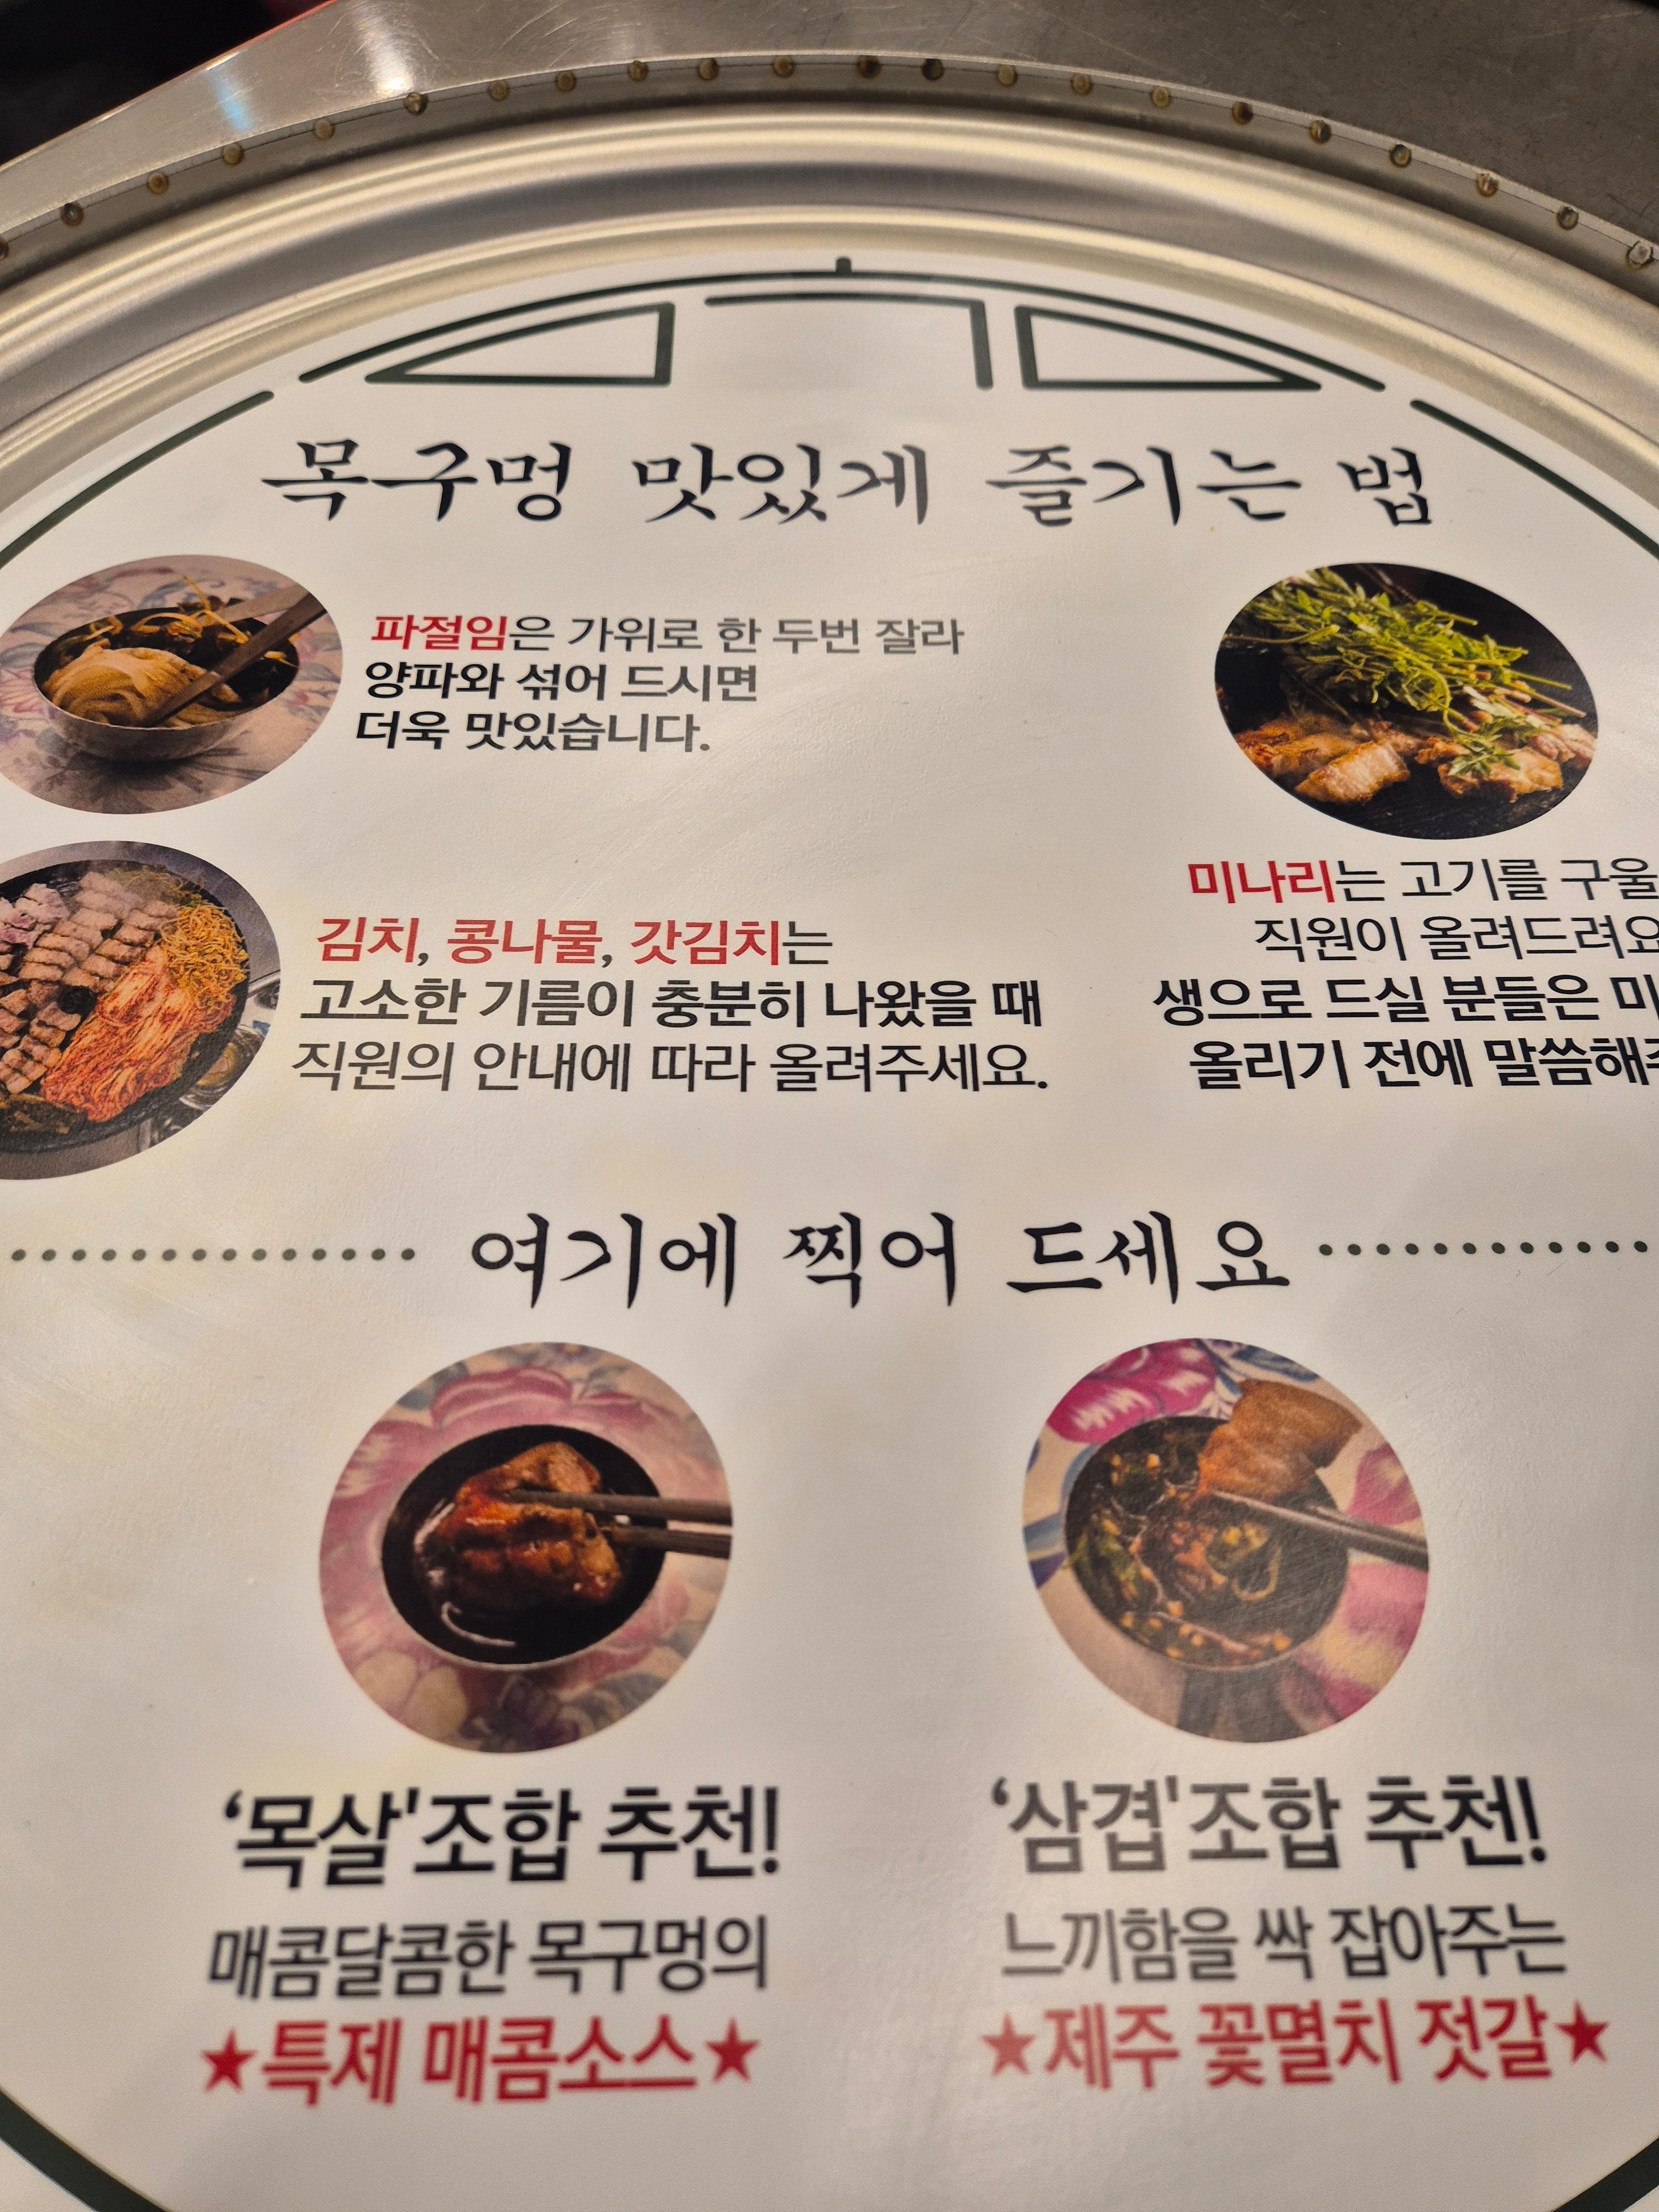 목구멍 맛있게 즐기는 법
파절임은 가위로 한 두번 잘라
양파와 섞어 드시면
더욱 맛있습니다.
김치, 콩나물, 갓김치는
고소한 기름이 충분히 나왔을 때
직원의 안내에 따라 올려주세요.
미나리는 고기를 구울
직원이 올려드려요
생으로 드실 분들은 미
올리기 전에 말씀해주
여기에 찍어 드세요
'목살'조합 추천!
매콤달콤한 목구멍의
★특제 매콤소스★
'삼겹'조합 추천!
느끼함을 싹 잡아주는
★제주 꽃멸치 젓갈★